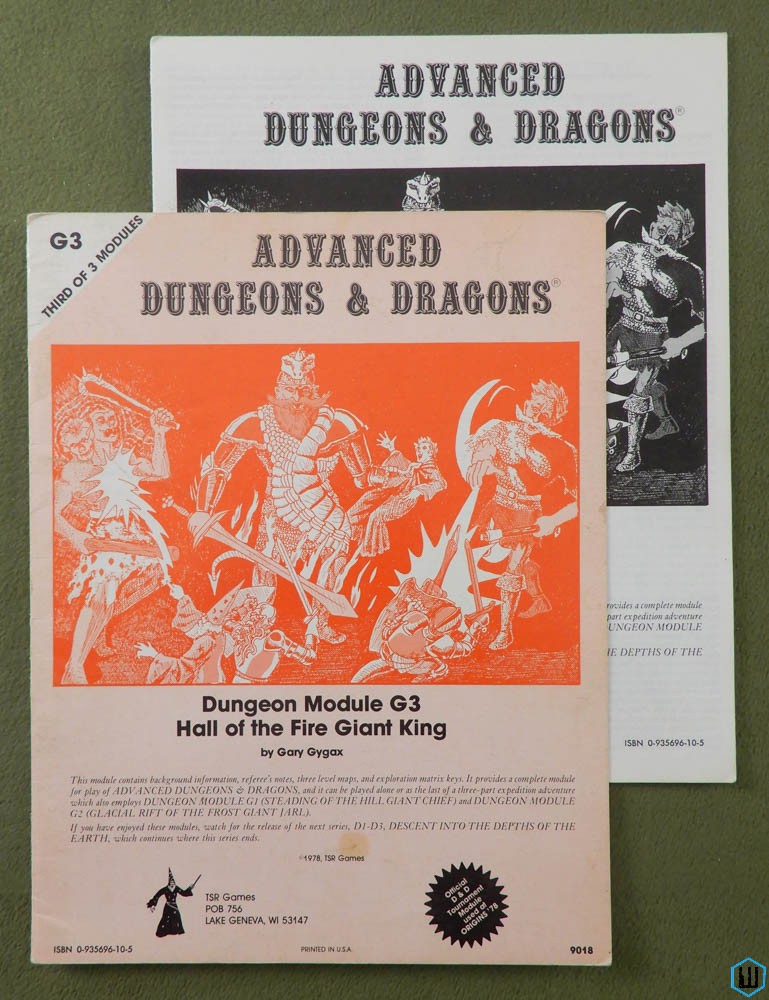 ADVANCED
DUNGEONS & DRAGONS®
rovides a complete module
part expedition adventure
UNGEON MODULE
HE DEPTHS OF THE
ISBN 0-935696-10-5
G3
THIRD OF 3 MODULES
ADVANCED
DUNGEONS & DRAGONS®
Dungeon Module G3
Hall of the Fire Giant King
by Gary Gygax
This module contains background information, referee's notes, three level maps, and exploration matrix keys. It provides a complete module
for play of ADVANCED DUNGEONS & DRAGONS, and it can be played alone or as the last of a three-part expedition adventure
which also employs DUNGEON MODULE G1 (STEADING OF THE HILL GIANT CHIEF) and DUNGEON MODULE
G2 (GLACIAL RIFT OF THE FROST GIANT JARL).
If you have enjoyed these modules, watch for the release of the next series, D1-D3, DESCENT INTO THE DEPTHS OF THE
EARTH, which continues where this series ends.
©1978, TSR Games
TSR Games
POB 756
LAKE GENEVA, WI 53147
Official
D & D
Tournament
Module
used at
ORIGINS '78
ISBN 0-935696-10-5
PRINTED IN U.S.A.
9018